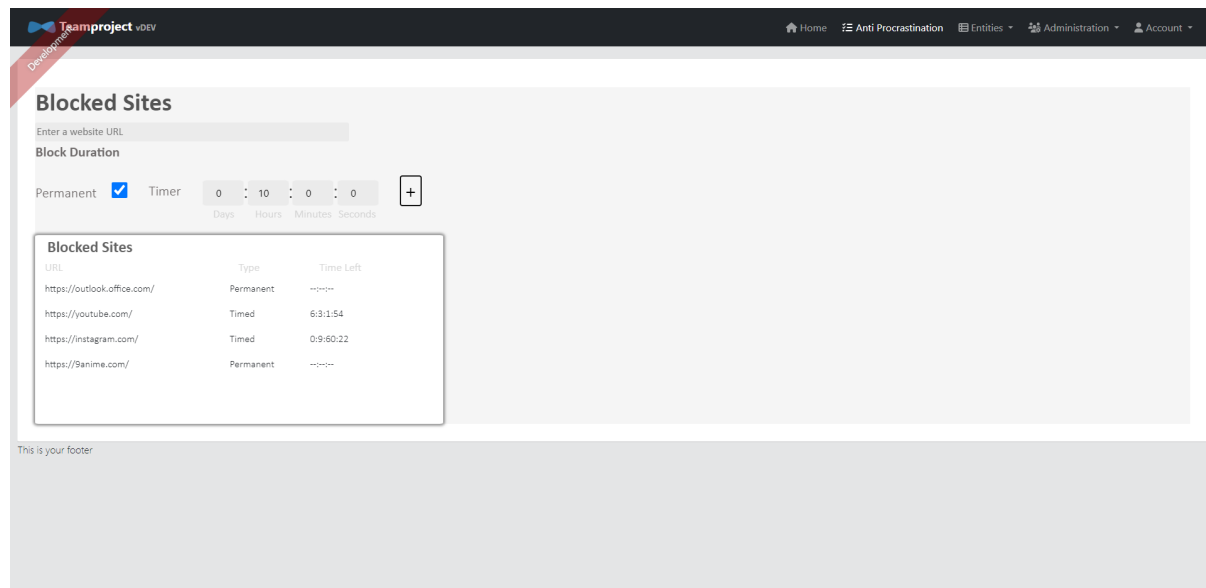 Teamproject vDEV Home Anti Procrastination Entities Administration Account
Development
Blocked Sites
Enter a website URL
Block Duration
Permanent Timer 0 : 10 : 0 : 0 +
Days Hours Minutes Seconds
Blocked Sites
URL Type Time Left
https://outlook.office.com/ Permanent --:--:--
https://youtube.com/ Timed 6:3:1:54
https://instagram.com/ Timed 0:9:60:22
https://9anime.com/ Permanent --:--:--
This is your footer